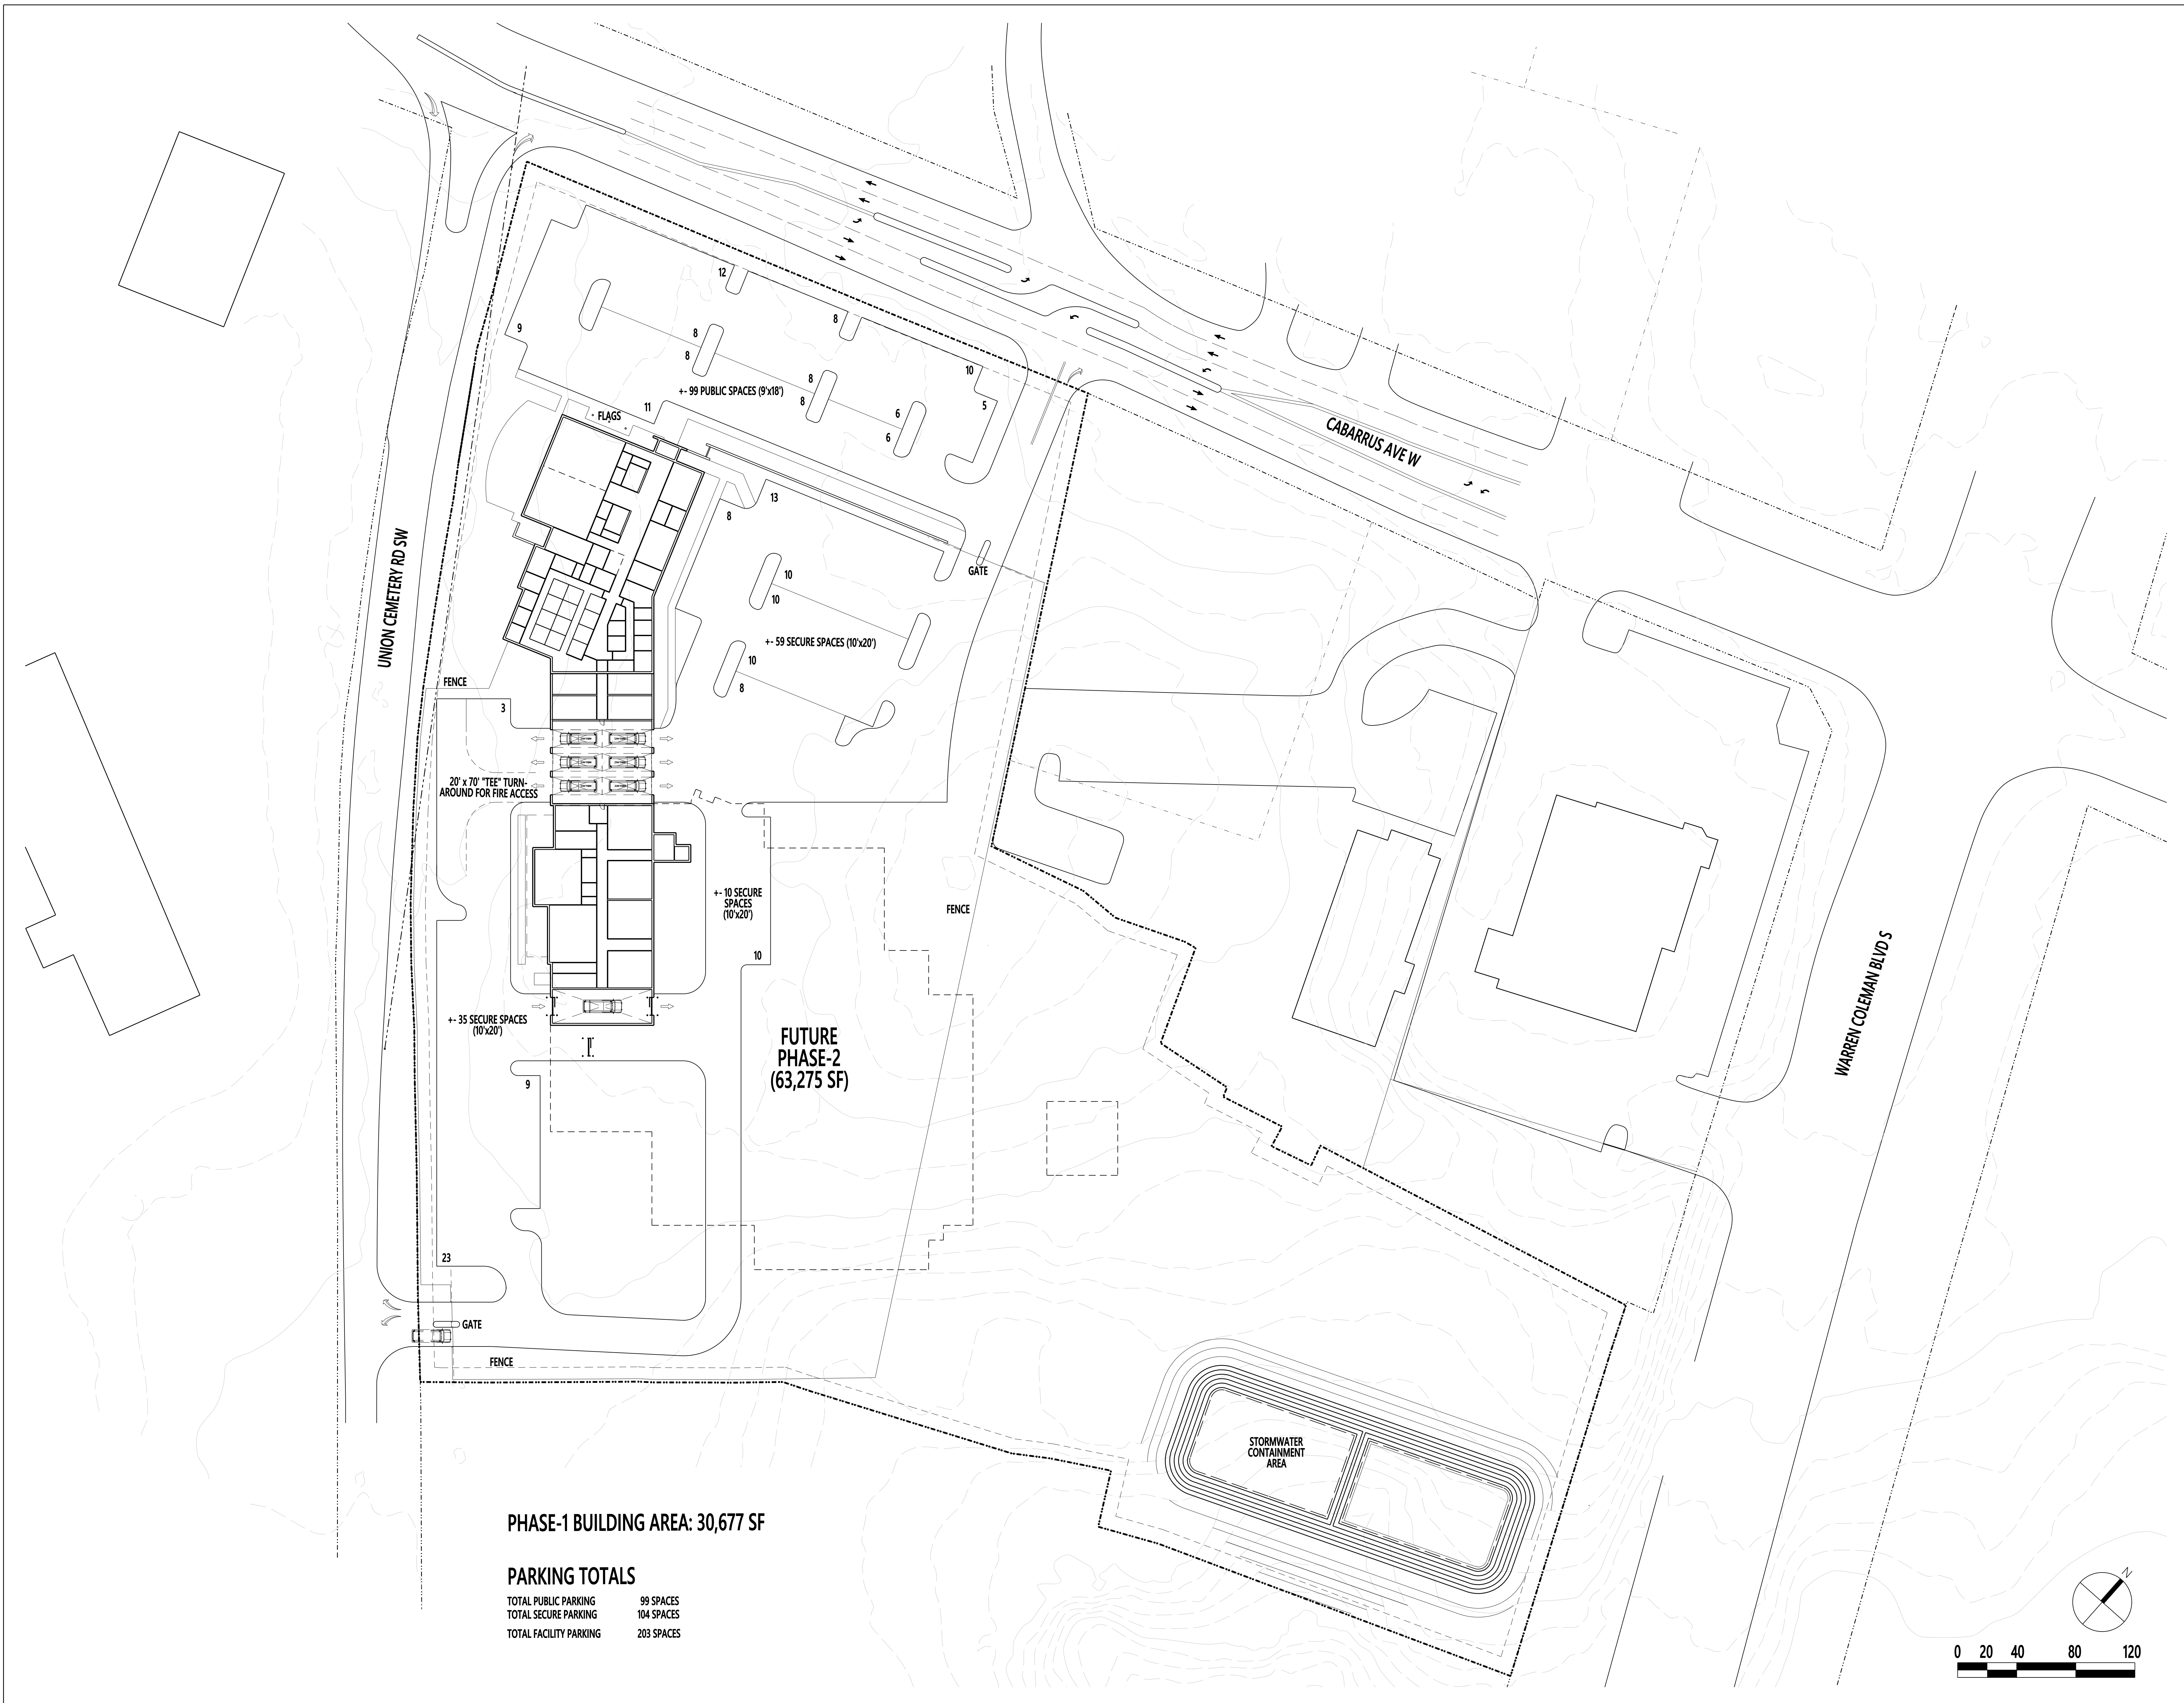 12
9
8
8
8
10
+- 99 PUBLIC SPACES (9'x18')
8
8
5
11
6
6
FLAGS
CABARRUS AVE W
13
8
GATE
10
10
UNION CEMETERY RD SW
+- 59 SECURE SPACES (10'x20')
10
8
FENCE
3
20' x 70' "TEE" TURN-
AROUND FOR FIRE ACCESS
+- 10 SECURE
SPACES
(10'x20')
FENCE
10
WARREN COLEMAN BLVD S
+- 35 SECURE SPACES
(10'x20')
FUTURE
PHASE-2
(63,275 SF)
9
23
GATE
FENCE
STORMWATER
CONTAINMENT
AREA
PHASE-1 BUILDING AREA: 30,677 SF
PARKING TOTALS
TOTAL PUBLIC PARKING 99 SPACES
TOTAL SECURE PARKING 104 SPACES
TOTAL FACILITY PARKING 203 SPACES
N
0 20 40 80 120